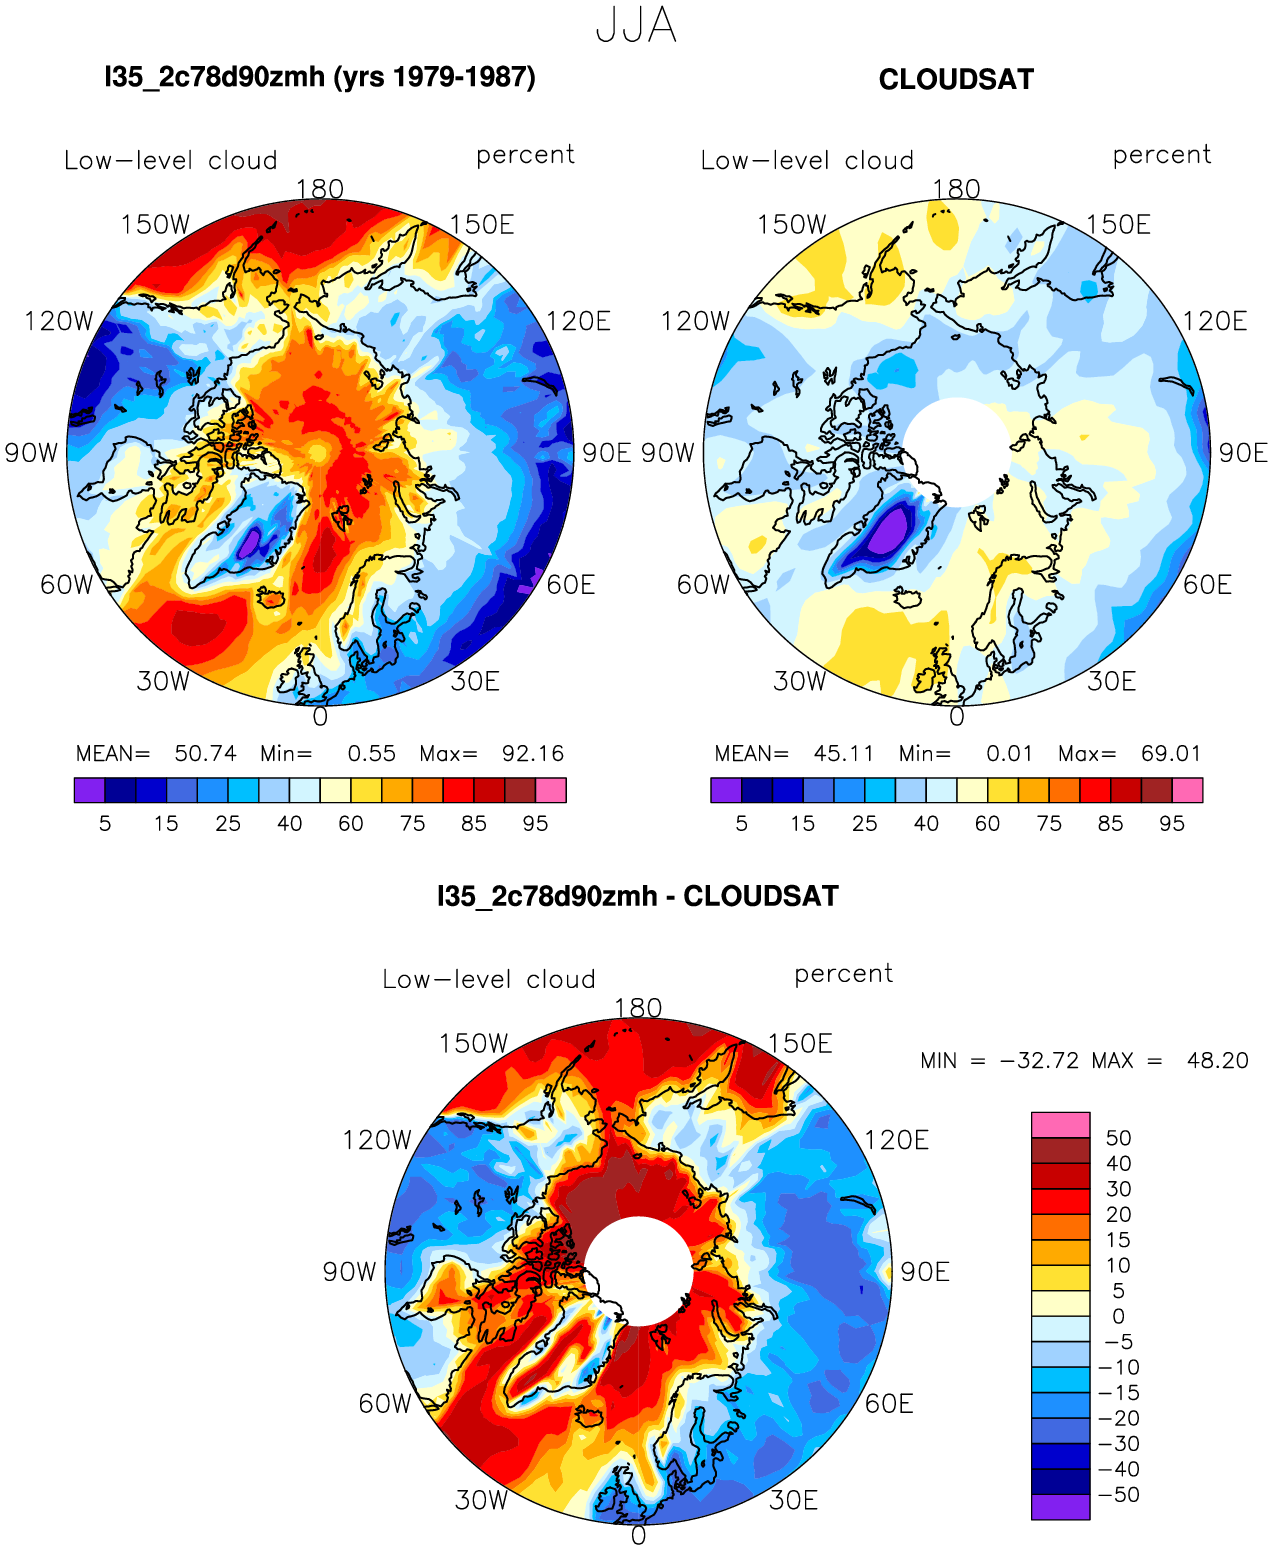 JJA
I35_2c78d90zmh (yrs 1979-1987)
CLOUDSAT
Low-level cloud percent
Low-level cloud percent
180
150W 150E
120W 120E
90W 90E
60W 60E
30W 30E
0
180
150W 150E
120W 120E
90W 90E
60W 60E
30W 30E
0
MEAN= 50.74 Min= 0.55 Max= 92.16
5 15 25 40 60 75 85 95
MEAN= 45.11 Min= 0.01 Max= 69.01
5 15 25 40 60 75 85 95
I35_2c78d90zmh - CLOUDSAT
Low-level cloud percent
180
150W 150E
120W 120E
90W 90E
60W 60E
30W 30E
0
MIN = -32.72 MAX = 48.20
50
40
30
20
15
10
5
0
-5
-10
-15
-20
-30
-40
-50